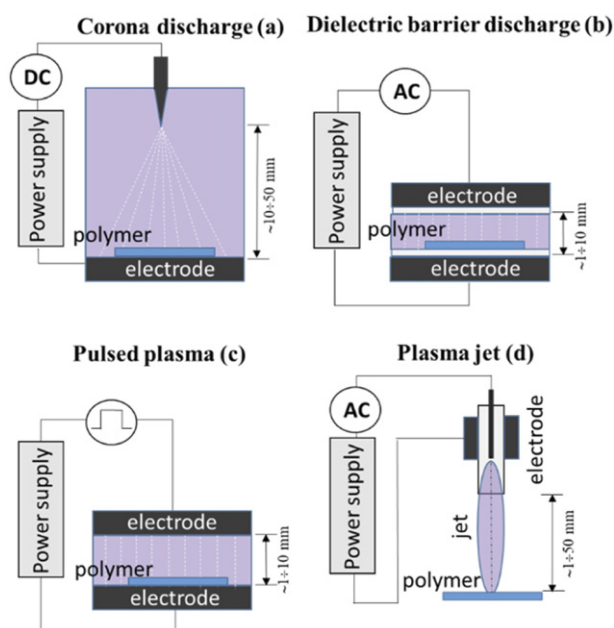 Corona discharge (a)
DC
Power supply
polymer
electrode
~10÷50 mm
Dielectric barrier discharge (b)
AC
Power supply
electrode
polymer
electrode
~1÷10 mm
Pulsed plasma (c)
Power supply
electrode
polymer
electrode
~1÷10 mm
Plasma jet (d)
AC
Power supply
electrode
jet
polymer
~1÷50 mm